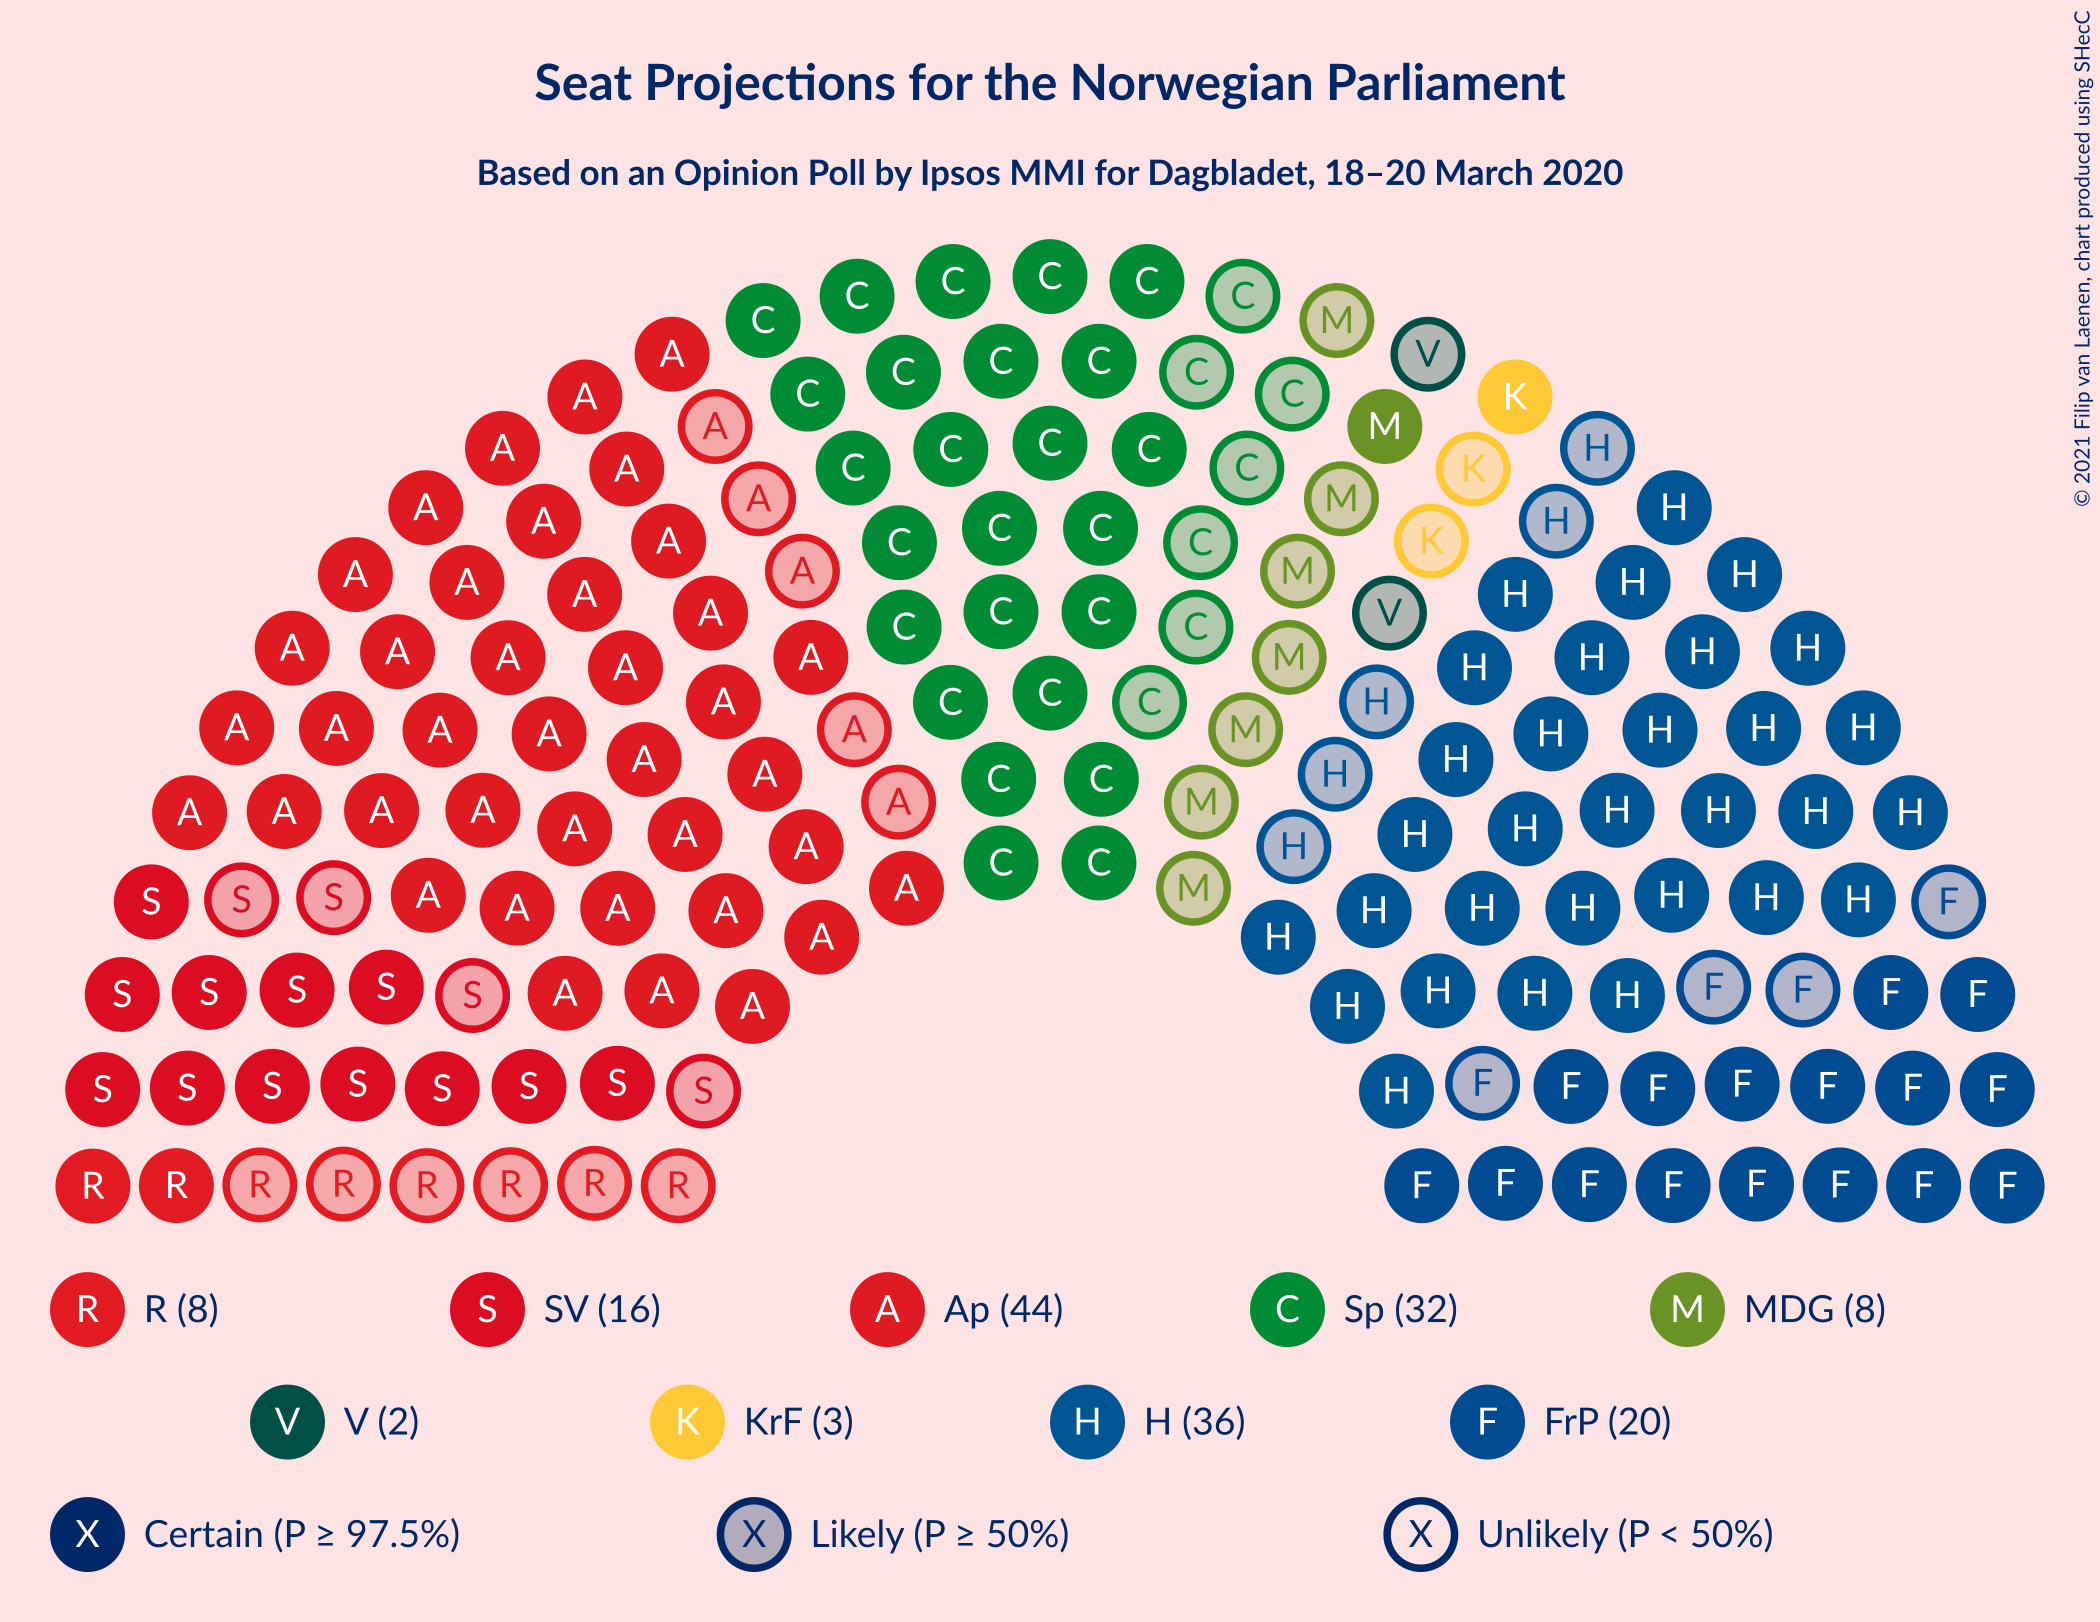 Seat Projections for the Norwegian Parliament
Based on an Opinion Poll by Ipsos MMI for Dagbladet, 18–20 March 2020
© 2021 Filip van Laenen, chart produced using SHecC
C C C C C C M V
A C C C C C C M K
A A C C C C C M K H
A A A C C C C M K H H
A A A A C C C C M V H H H
A A A A A C C C M H H H H H
A A A A A A A C C M H H H H H H
A A A A A A A A C C M H H H H H H H
S S S A A A A A A H H H H H H H F
S S S S S A A A H H H H F F F F
S S S S S S S S H F F F F F F F
R R R R R R R R F F F F F F F F
R R (8) S SV (16) A Ap (44) C Sp (32) M MDG (8)
V V (2) K KrF (3) H H (36) F FrP (20)
X Certain (P ≥ 97.5%) X Likely (P ≥ 50%) X Unlikely (P < 50%)